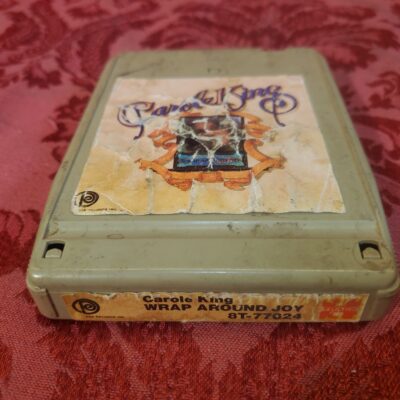 Carole King
Carole King
WRAP AROUND JOY
8T-77024